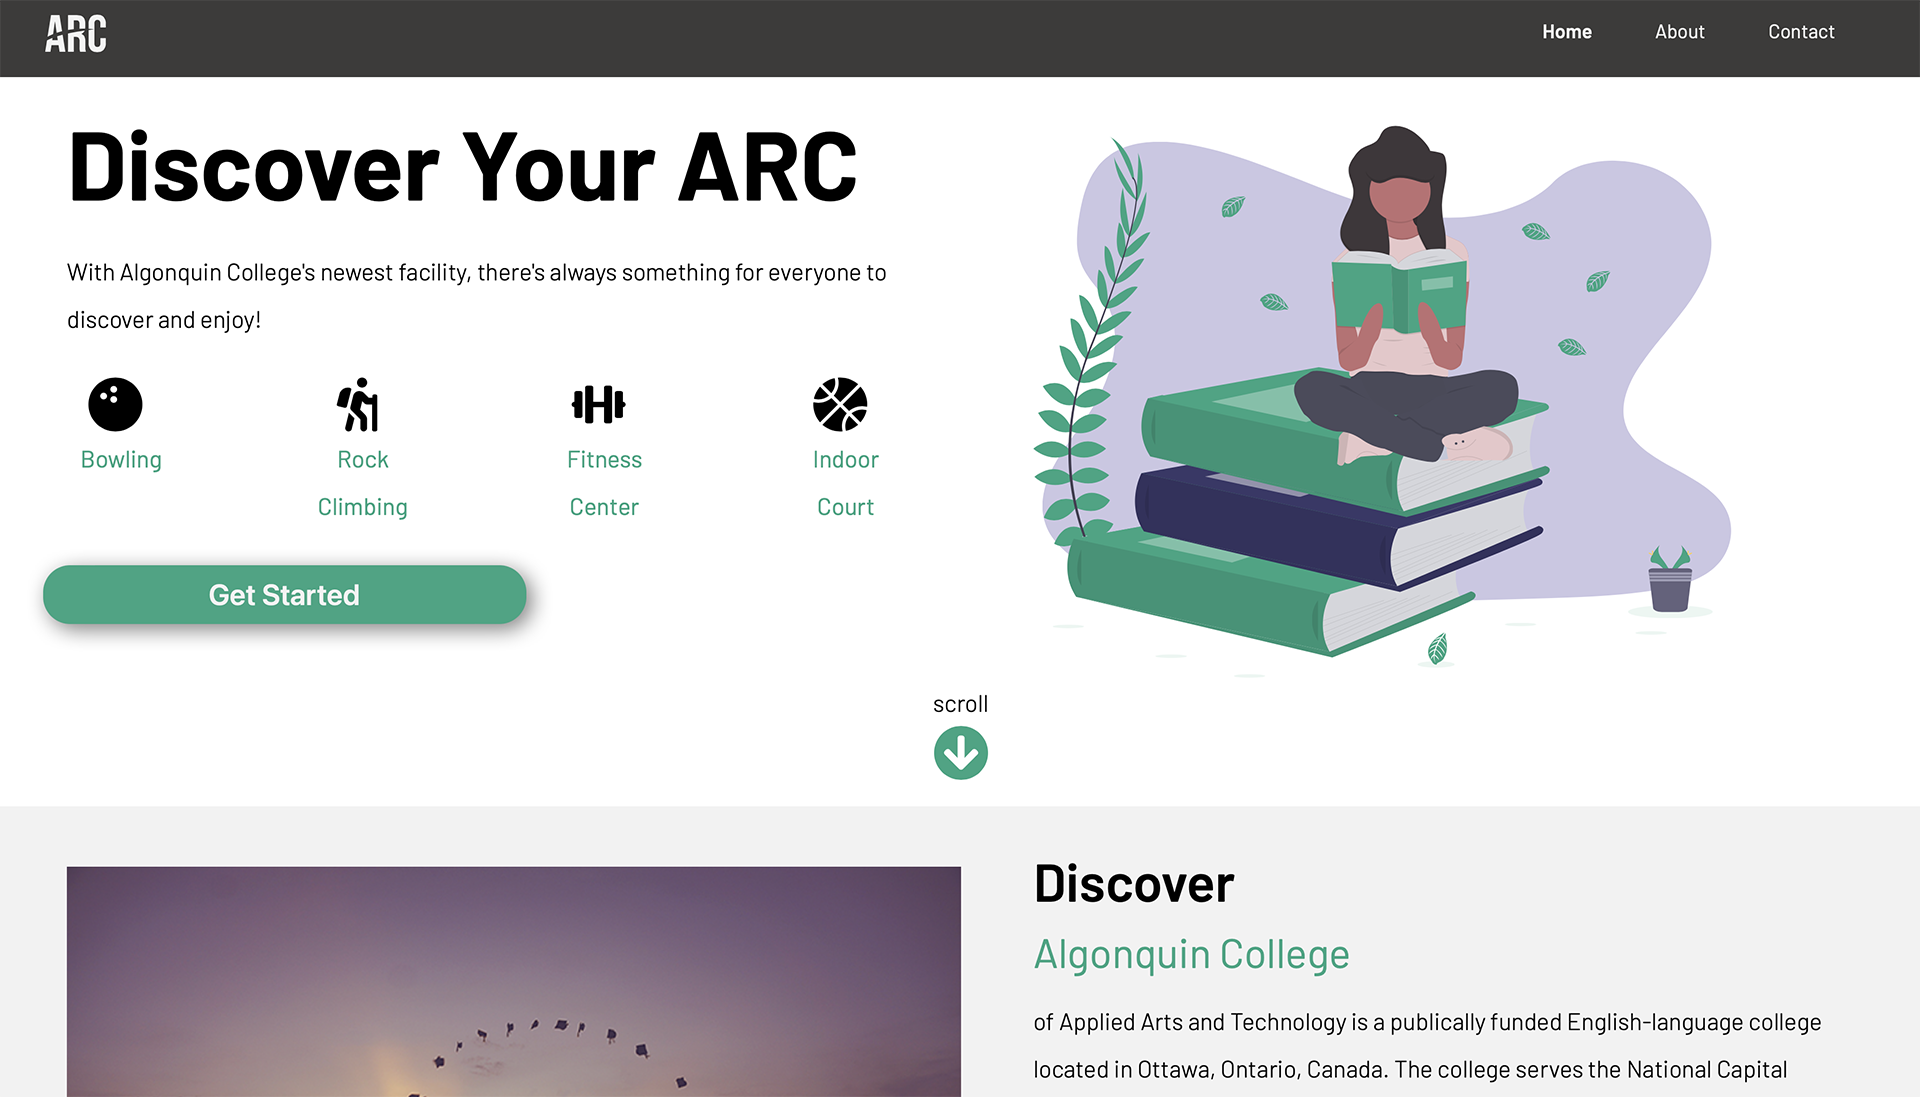 ARC
Home About Contact
Discover Your ARC
With Algonquin College's newest facility, there's always something for everyone to
discover and enjoy!
Bowling
Rock
Climbing
Fitness
Center
Indoor
Court
Get Started
scroll
Discover
Algonquin College
of Applied Arts and Technology is a publically funded English-language college
located in Ottawa, Ontario, Canada. The college serves the National Capital